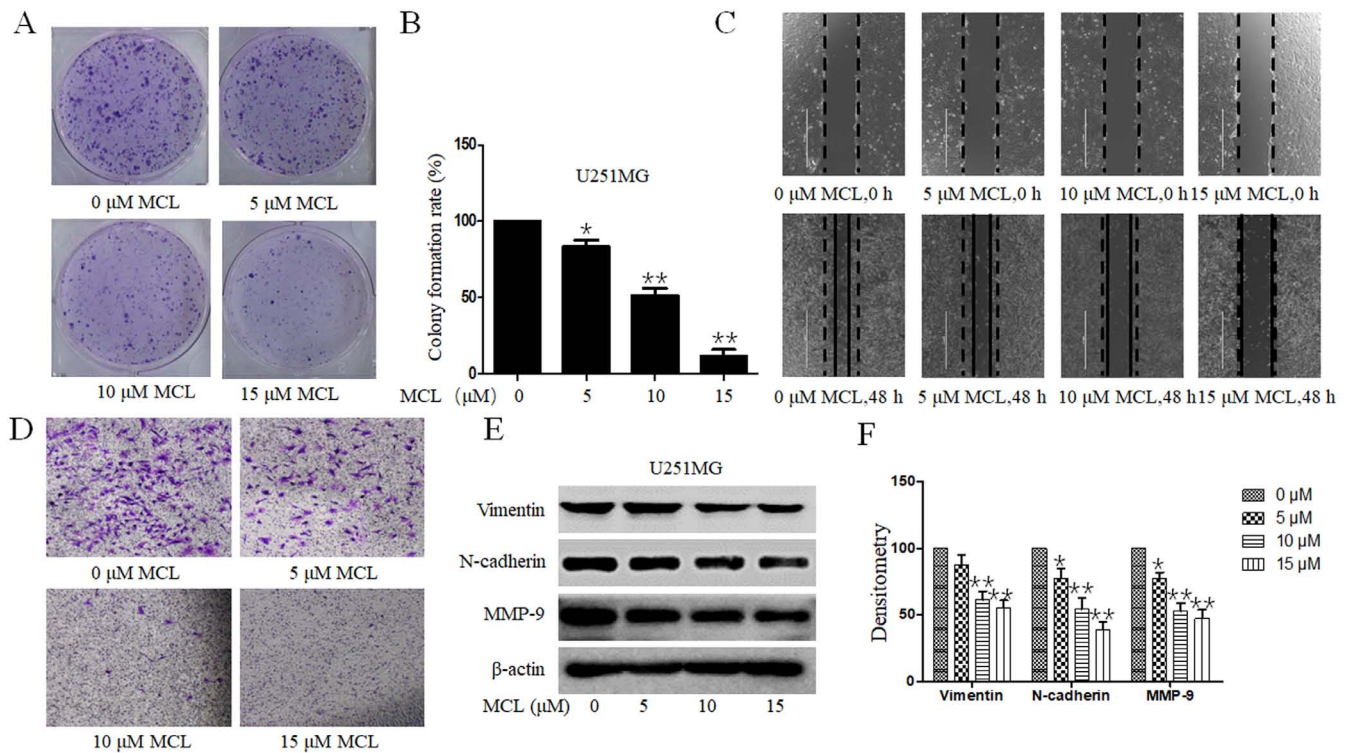 A
0 μM MCL
5 μM MCL
10 μM MCL
15 μM MCL
B
150
100
50
0
Colony formation rate (%)
U251MG
*
**
**
MCL (μM)
0
5
10
15
C
0 μM MCL,0 h
5 μM MCL,0 h
10 μM MCL,0 h
15 μM MCL,0 h
0 μM MCL,48 h
5 μM MCL,48 h
10 μM MCL,48 h
15 μM MCL,48 h
D
0 μM MCL
5 μM MCL
10 μM MCL
15 μM MCL
E
U251MG
Vimentin
N-cadherin
MMP-9
β-actin
MCL (μM)
0
5
10
15
F
150
100
50
0
Densitometry
**
**
*
**
**
*
**
**
Vimentin
N-cadherin
MMP-9
0 μM
5 μM
10 μM
15 μM